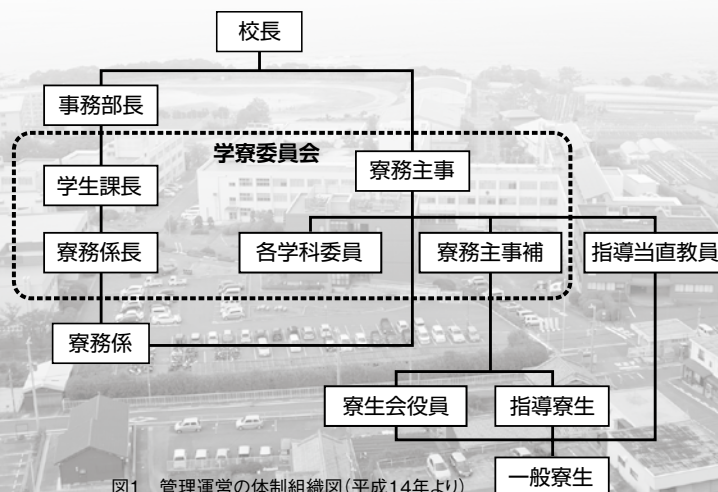 校長
事務部長
学寮委員会
寮務主事
学生課長
寮務係長
各学科委員
寮務主事補
指導当直教員
寮務係
寮生会役員
指導寮生
一般寮生
図1 管理運営の体制組織図(平成14年より)